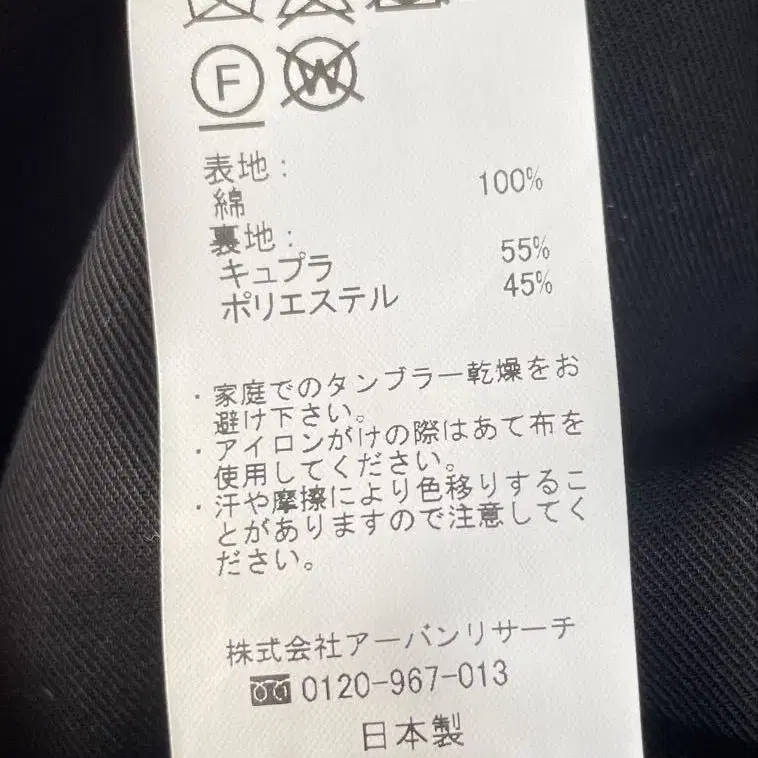 F
W
表地:
綿 100%
裏地:
キュプラ 55%
ポリエステル 45%
・家庭でのタンブラー乾燥をお
避け下さい。
・アイロンがけの際はあて布を
使用してください。
・汗や摩擦により色移りするこ
とがありますので注意してく
ださい。
株式会社アーバンリサーチ
0120-967-013
日本製